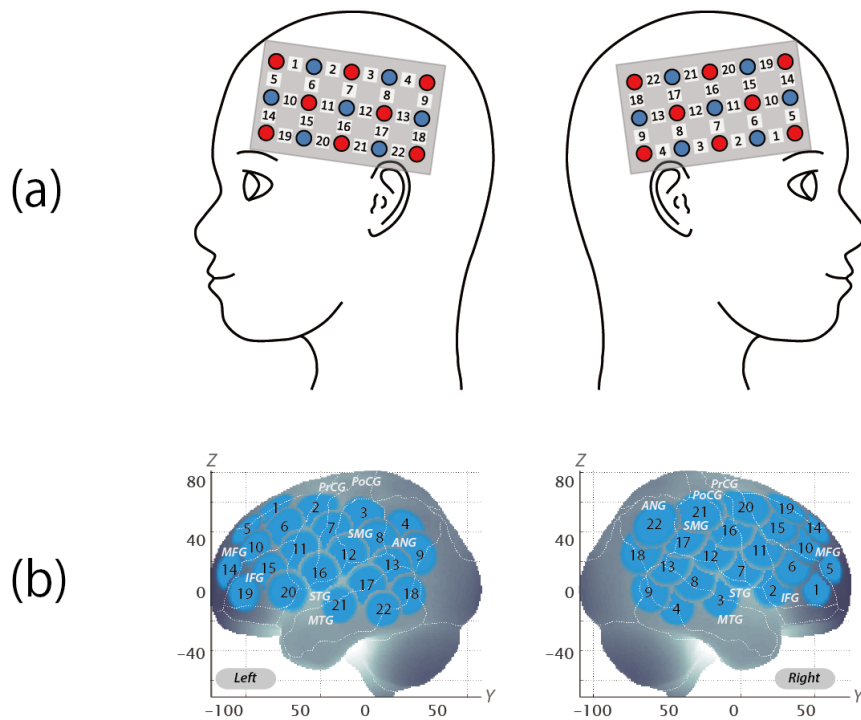 (a)
1 2 3 4
5 6 7 8 9
10 11 12 13
14 15 16 17 18
19 20 21 22
22 21 20 19
18 17 16 15 14
13 12 11 10
9 8 7 6 5
4 3 2 1
(b)
Z
80
40
0
−40
−100 50 0 50
Y
PrCG PoCG
1 2 3
5 6 7 4
SMG 8 ANG
MFG 10 11 12 9
14 15 16 13
IFG 17
19 20 18
STG 21 22
MTG
Left
Z
80
40
0
−40
−100 50 0 50
Y
PrCG
PoCG 20 19
ANG 21
22 SMG 16 15 14
17 10 MFG
18 12 11
13 7 6 5
8
9 STG 2 IFG 1
4 3
MTG
Right